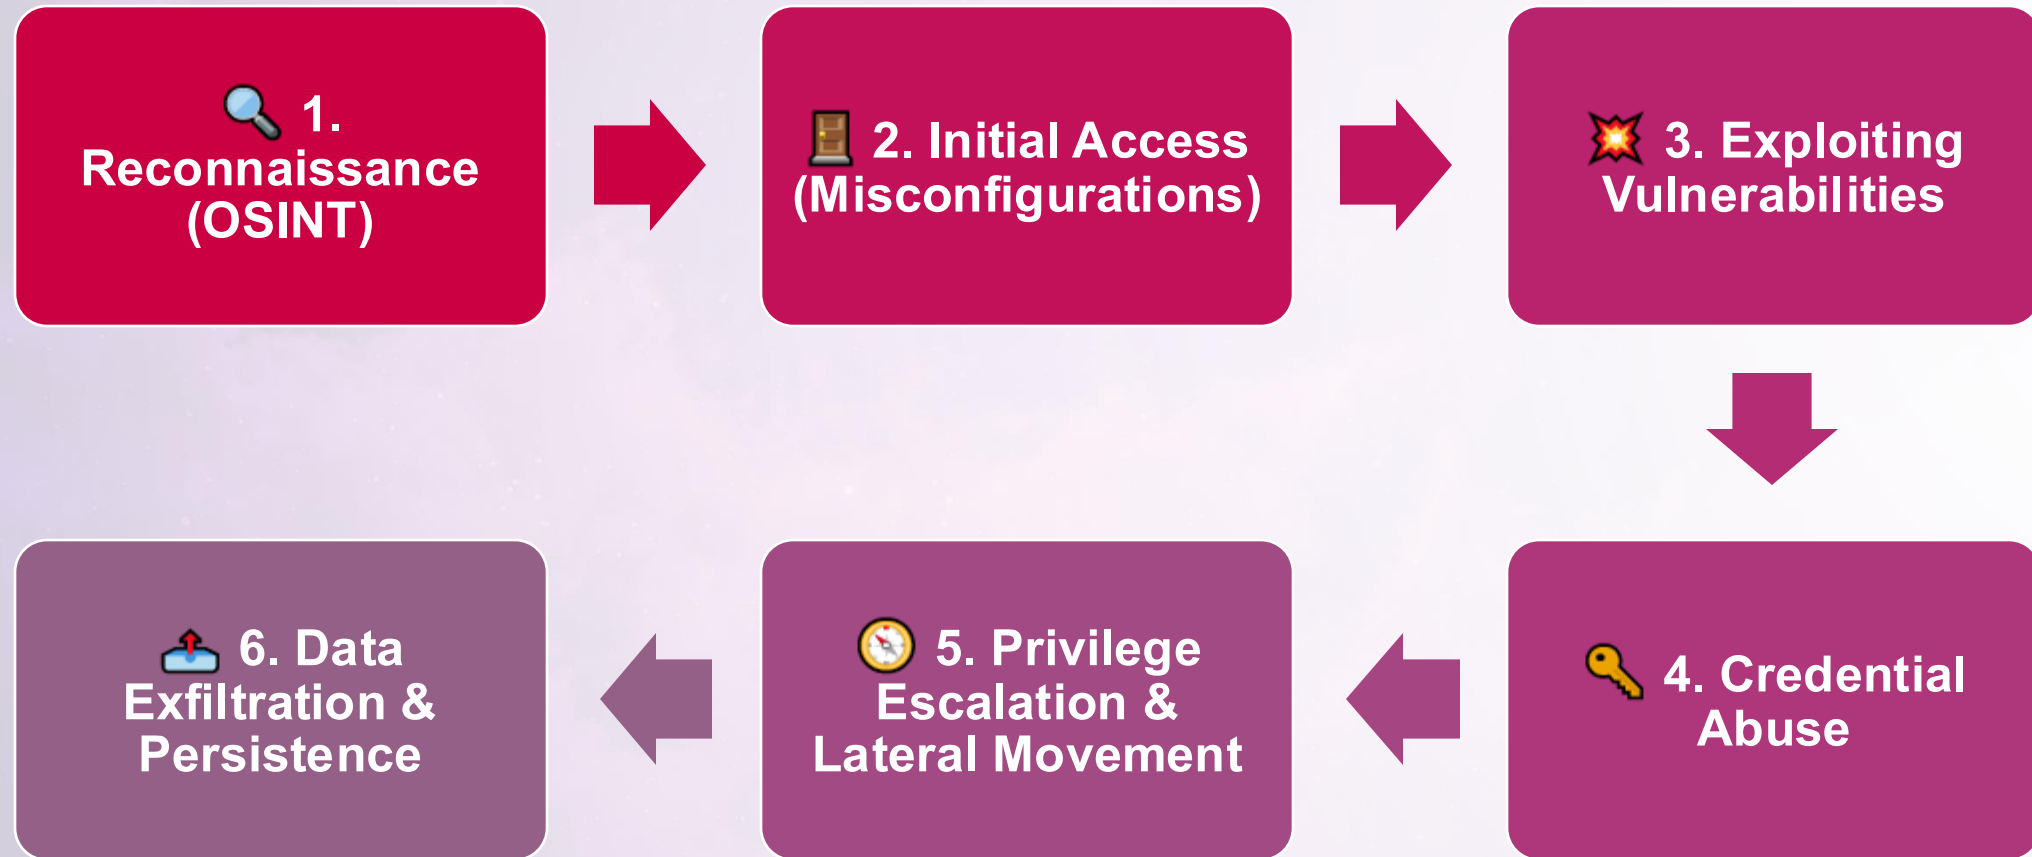 🔍 1.
Reconnaissance
(OSINT)
🚪 2. Initial Access
(Misconfigurations)
💥 3. Exploiting
Vulnerabilities
🔑 4. Credential
Abuse
🧭 5. Privilege
Escalation &
Lateral Movement
📤 6. Data
Exfiltration &
Persistence